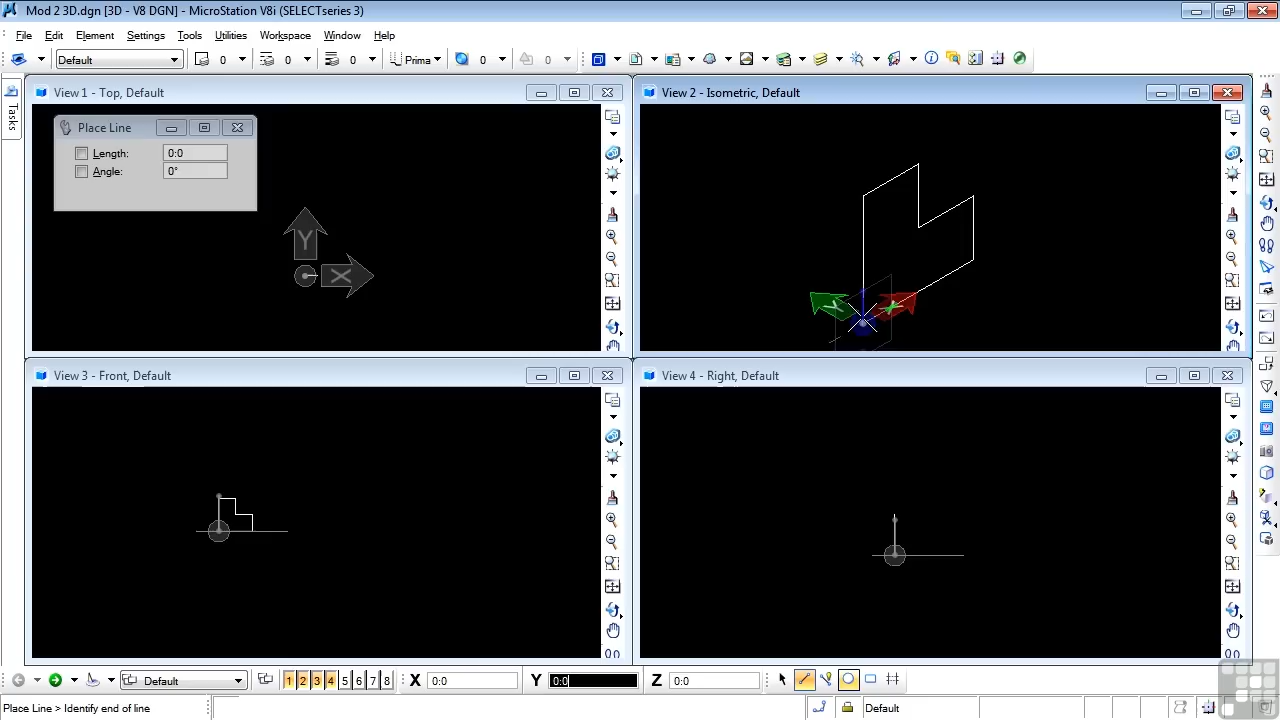 Mod 2 3D.dgn [3D - V8 DGN] - MicroStation V8i (SELECTseries 3)
File Edit Element Settings Tools Utilities Workspace Window Help
Default 0 0 0 Prima 0 0
Tasks
View 1 - Top, Default
Place Line
Length: 0:0
Angle: 0°
Y
X
View 2 - Isometric, Default
Y X
View 3 - Front, Default
View 4 - Right, Default
Default 1 2 3 4 5 6 7 8 X 0:0 Y 0:0 Z 0:0
Place Line > Identify end of line Default